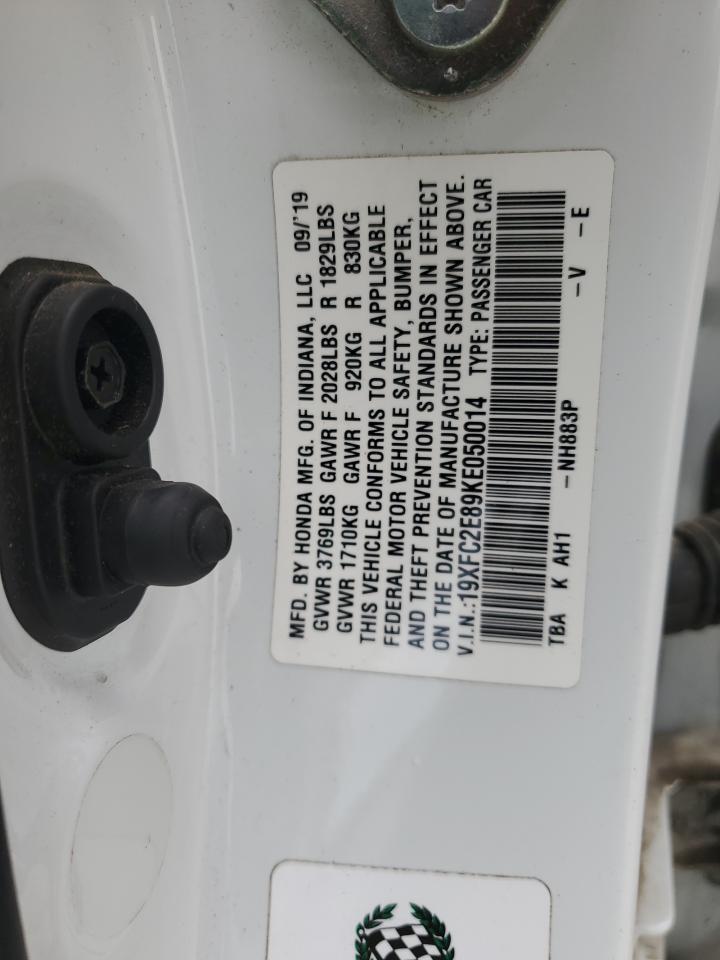 MFD. BY HONDA MFG. OF INDIANA, LLC 09/'19
GVWR 3769LBS GAWR F 2028LBS R 1829LBS
GVWR 1710KG GAWR F 920KG R 830KG
THIS VEHICLE CONFORMS TO ALL APPLICABLE
FEDERAL MOTOR VEHICLE SAFETY, BUMPER,
AND THEFT PREVENTION STANDARDS IN EFFECT
ON THE DATE OF MANUFACTURE SHOWN ABOVE.
V.I.N.:19XFC2E89KE050014 TYPE: PASSENGER CAR
TBA K AH1 -NH883P -V -E